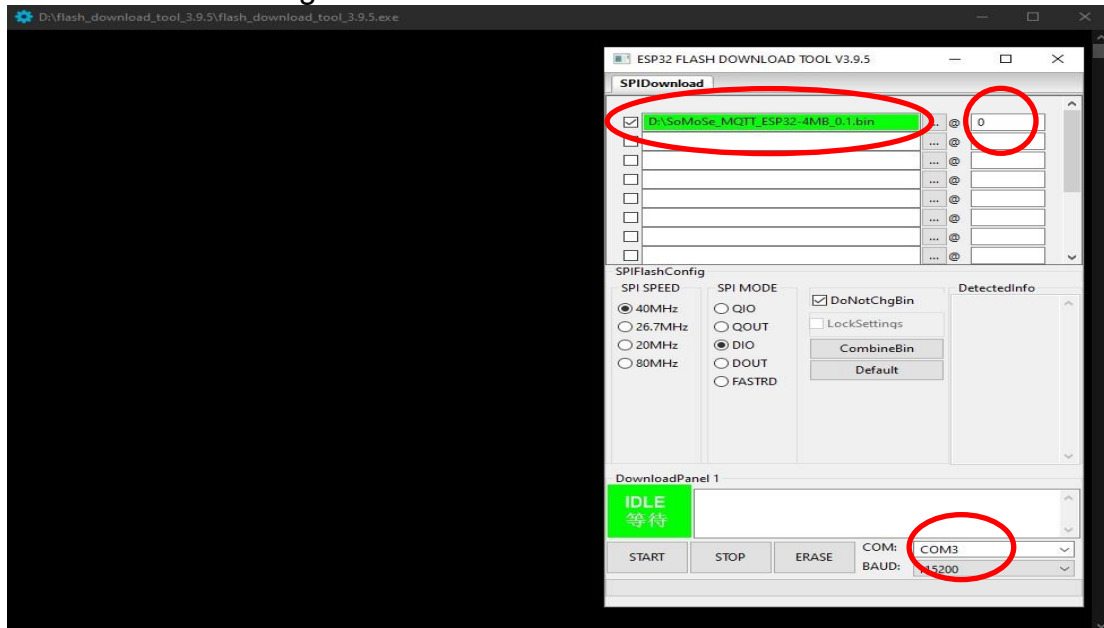 D:\flash_download_tool_3.9.5\flash_download_tool_3.9.5.exe
ESP32 FLASH DOWNLOAD TOOL V3.9.5
SPIDownload
D:\SoMoSe_MQTT_ESP32-4MB_0.1.bin ... @ 0
... @
... @
... @
... @
... @
... @
... @
SPIFlashConfig
SPI SPEED SPI MODE DetectedInfo
40MHz QIO DoNotChgBin
26.7MHz QOUT LockSettings
20MHz DIO CombineBin
80MHz DOUT Default
FASTRD
DownloadPanel 1
IDLE
等待
START STOP ERASE COM: COM3
BAUD: 115200